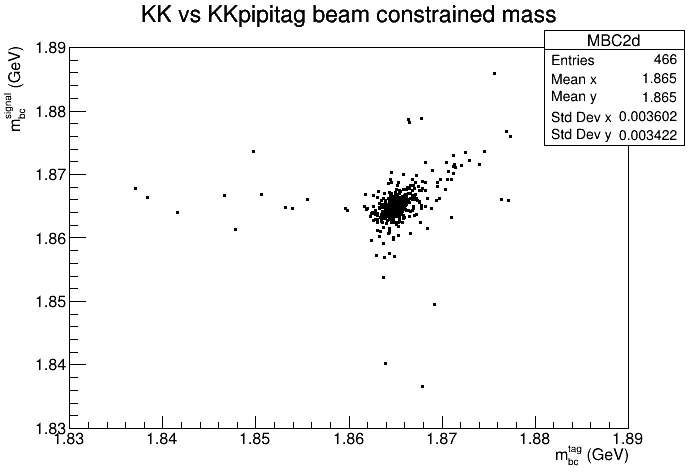 KK vs KKpipitag beam constrained mass
MBC2d
Entries 466
Mean x 1.865
Mean y 1.865
Std Dev x 0.003602
Std Dev y 0.003422
m_bc^signal (GeV)
1.89
1.88
1.87
1.86
1.85
1.84
1.83
1.83 1.84 1.85 1.86 1.87 1.88 1.89
m_bc^tag (GeV)